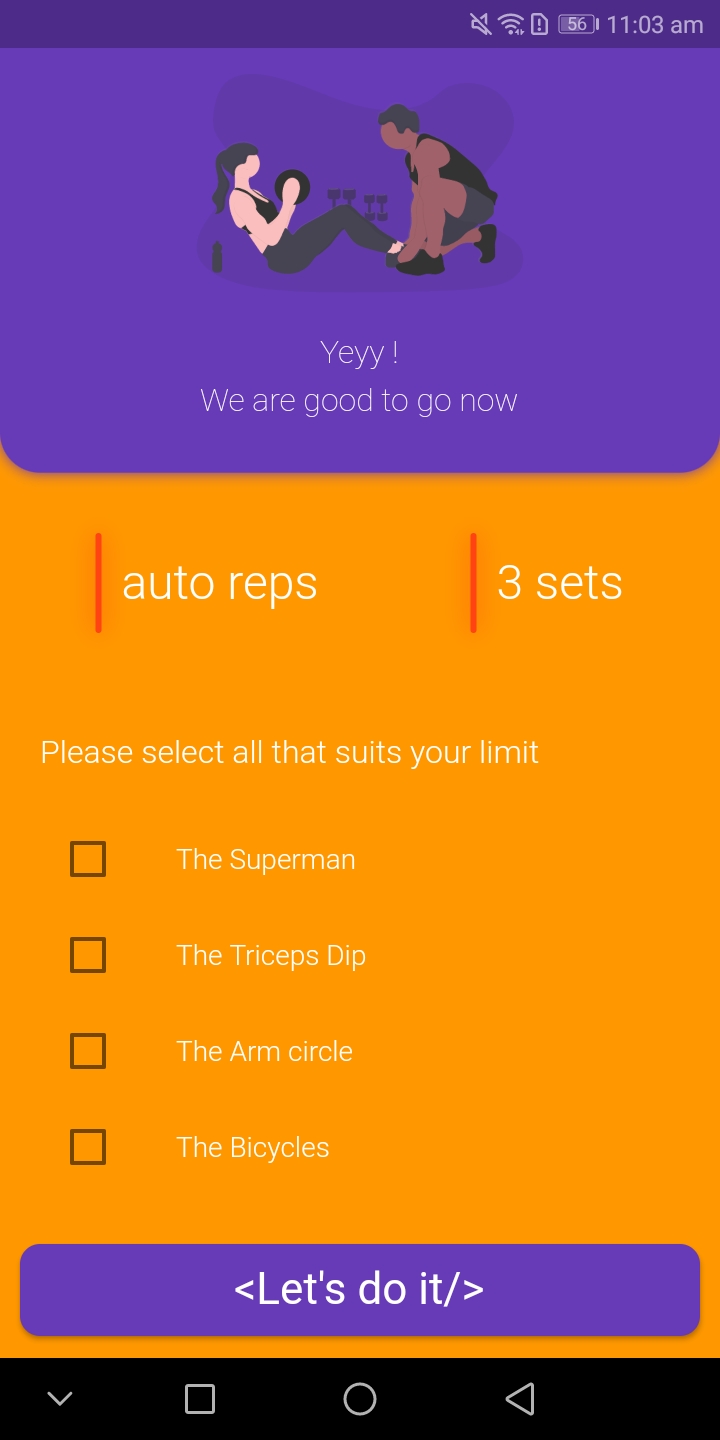 56 11:03 am
Yeyy !
We are good to go now
auto reps
3 sets
Please select all that suits your limit
The Superman
The Triceps Dip
The Arm circle
The Bicycles
<Let's do it/>